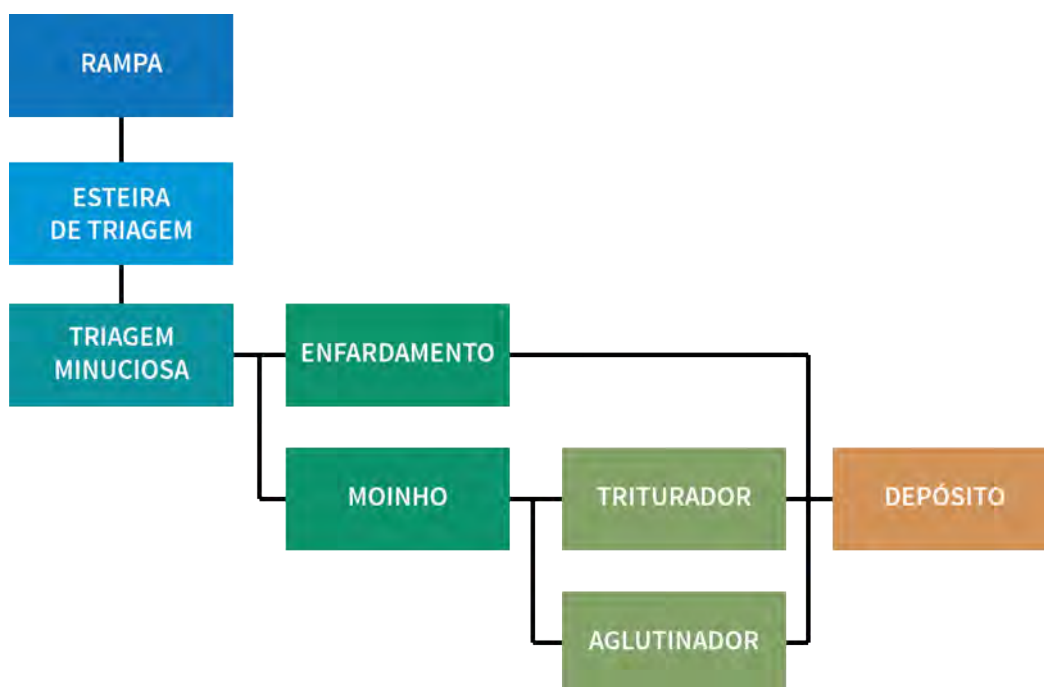 RAMPA
ESTEIRA
DE TRIAGEM
TRIAGEM
MINUCIOSA
ENFARDAMENTO
MOINHO
TRITURADOR
DEPÓSITO
AGLUTINADOR